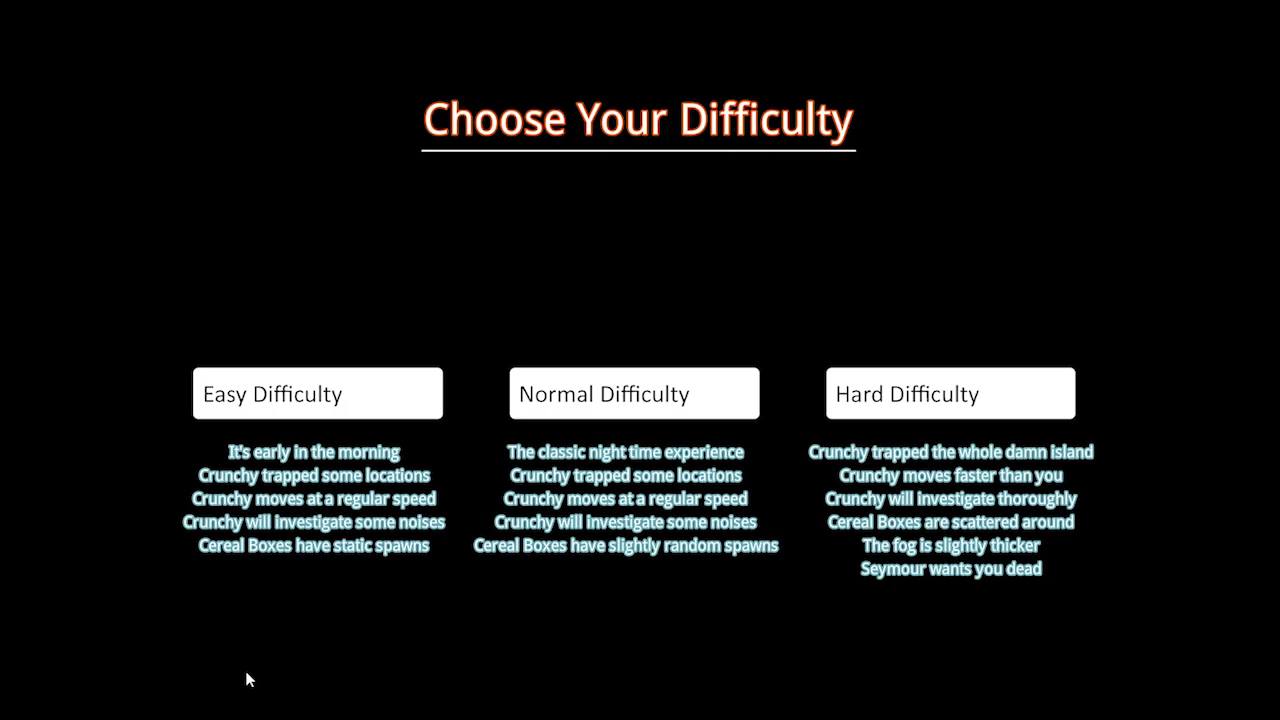 Choose Your Difficulty
Easy Difficulty
It's early in the morning
Crunchy trapped some locations
Crunchy moves at a regular speed
Crunchy will investigate some noises
Cereal Boxes have static spawns
Normal Difficulty
The classic night time experience
Crunchy trapped some locations
Crunchy moves at a regular speed
Crunchy will investigate some noises
Cereal Boxes have slightly random spawns
Hard Difficulty
Crunchy trapped the whole damn island
Crunchy moves faster than you
Crunchy will investigate thoroughly
Cereal Boxes are scattered around
The fog is slightly thicker
Seymour wants you dead